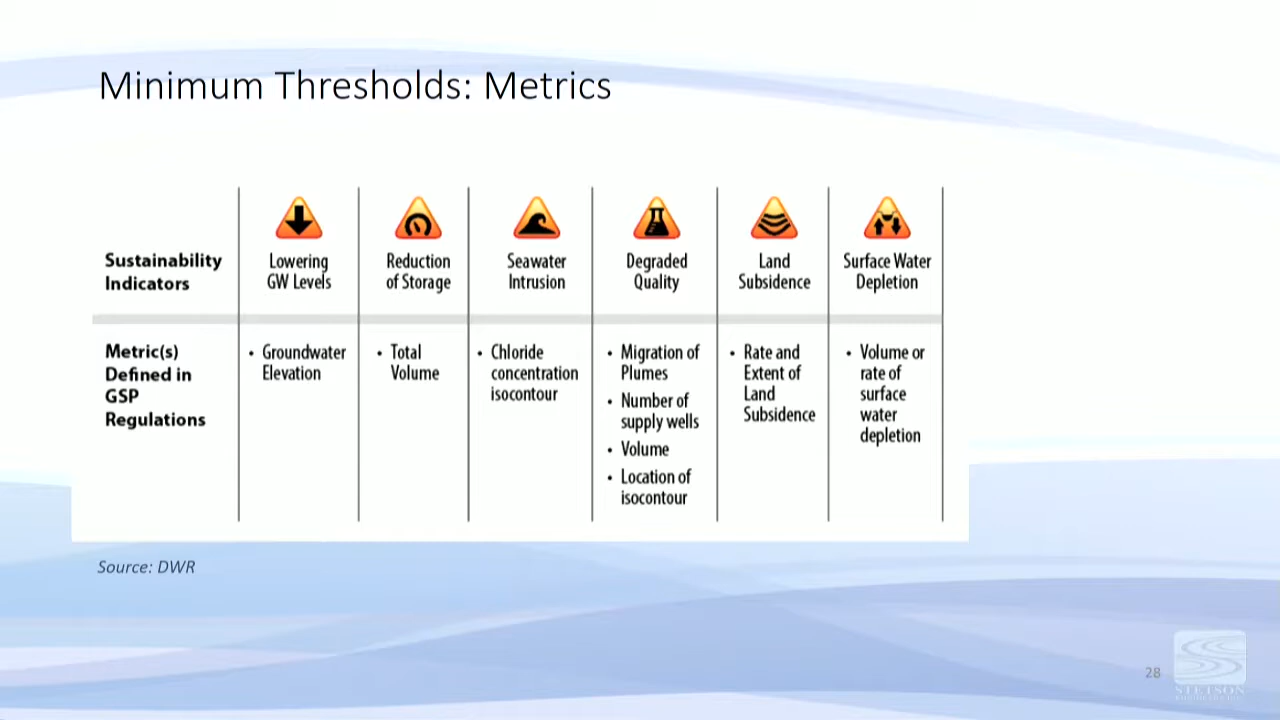 Minimum Thresholds: Metrics
Sustainability
Indicators
Lowering
GW Levels
Reduction
of Storage
Seawater
Intrusion
Degraded
Quality
Land
Subsidence
Surface Water
Depletion
Metric(s)
Defined in
GSP
Regulations
• Groundwater
Elevation
• Total
Volume
• Chloride
concentration
isocontour
• Migration of
Plumes
• Number of
supply wells
• Volume
• Location of
isocontour
• Rate and
Extent of
Land
Subsidence
• Volume or
rate of
surface
water
depletion
Source: DWR
28
STETSON